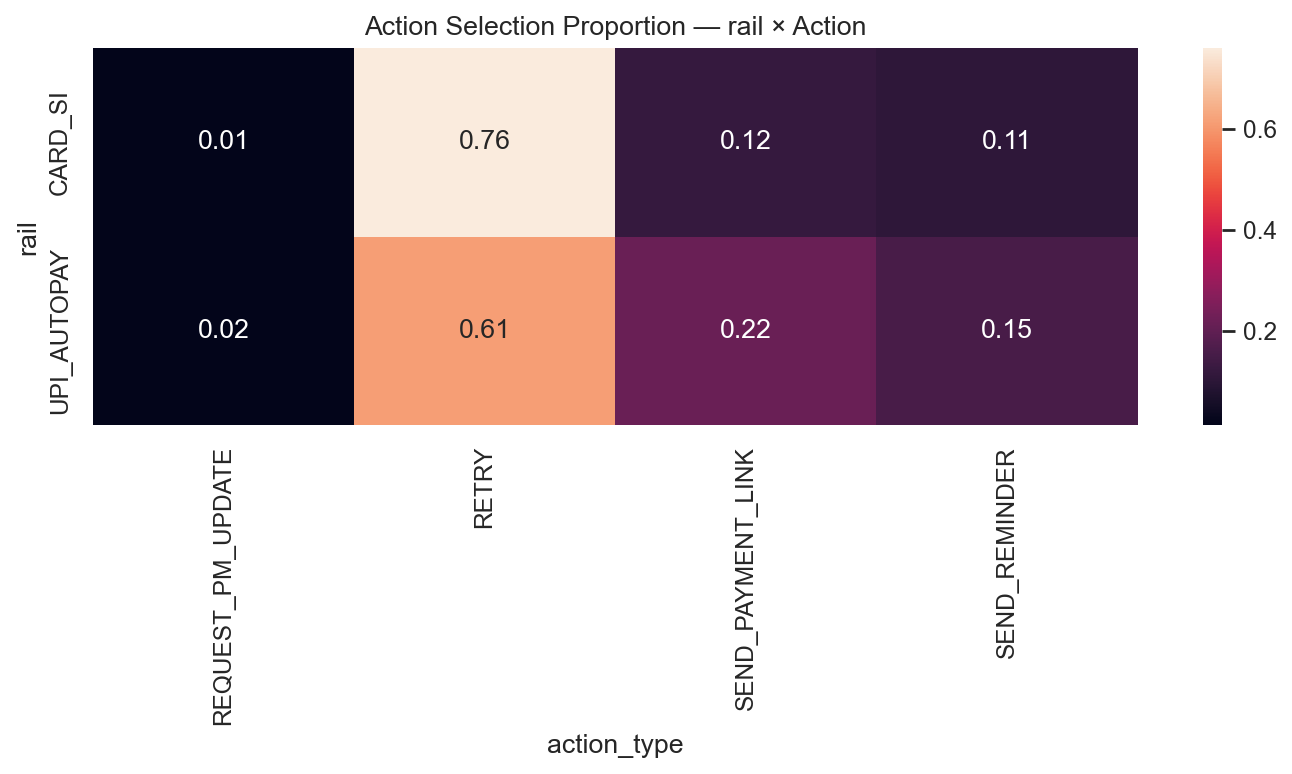 Action Selection Proportion — rail × Action
rail
CARD_SI
0.01
0.76
0.12
0.11
UPI_AUTOPAY
0.02
0.61
0.22
0.15
REQUEST_PM_UPDATE
RETRY
SEND_PAYMENT_LINK
SEND_REMINDER
action_type
0.6
0.4
0.2